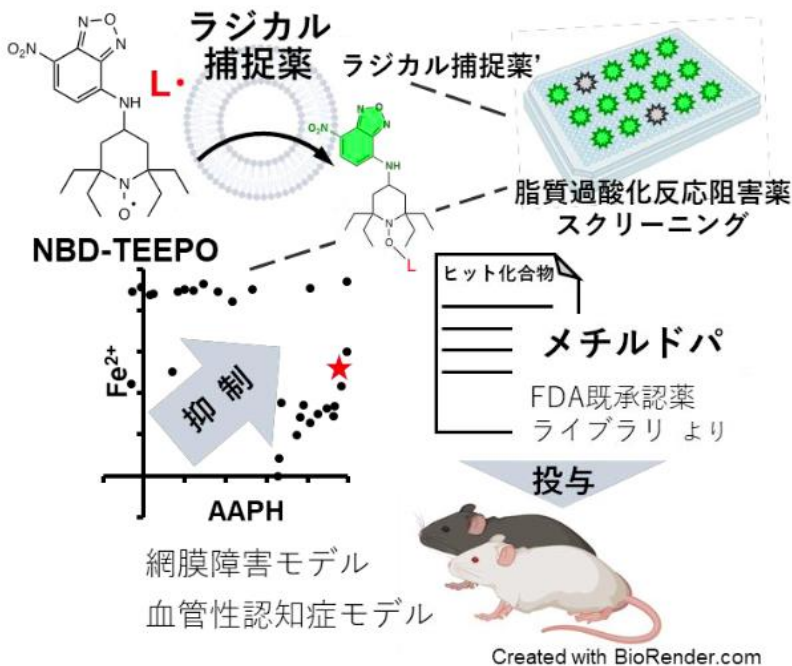 ラジカル
捕捉薬
ラジカル捕捉薬’
O₂N
N
O
N
NH
L・
N
O・
NBD-TEEPO
O₂N
N
O
N
NH
N
O
L
脂質過酸化反応阻害薬
スクリーニング
Fe²⁺
抑制
AAPH
ヒット化合物
メチルドパ
FDA既承認薬
ライブラリ より
投与
網膜障害モデル
血管性認知症モデル
Created with BioRender.com